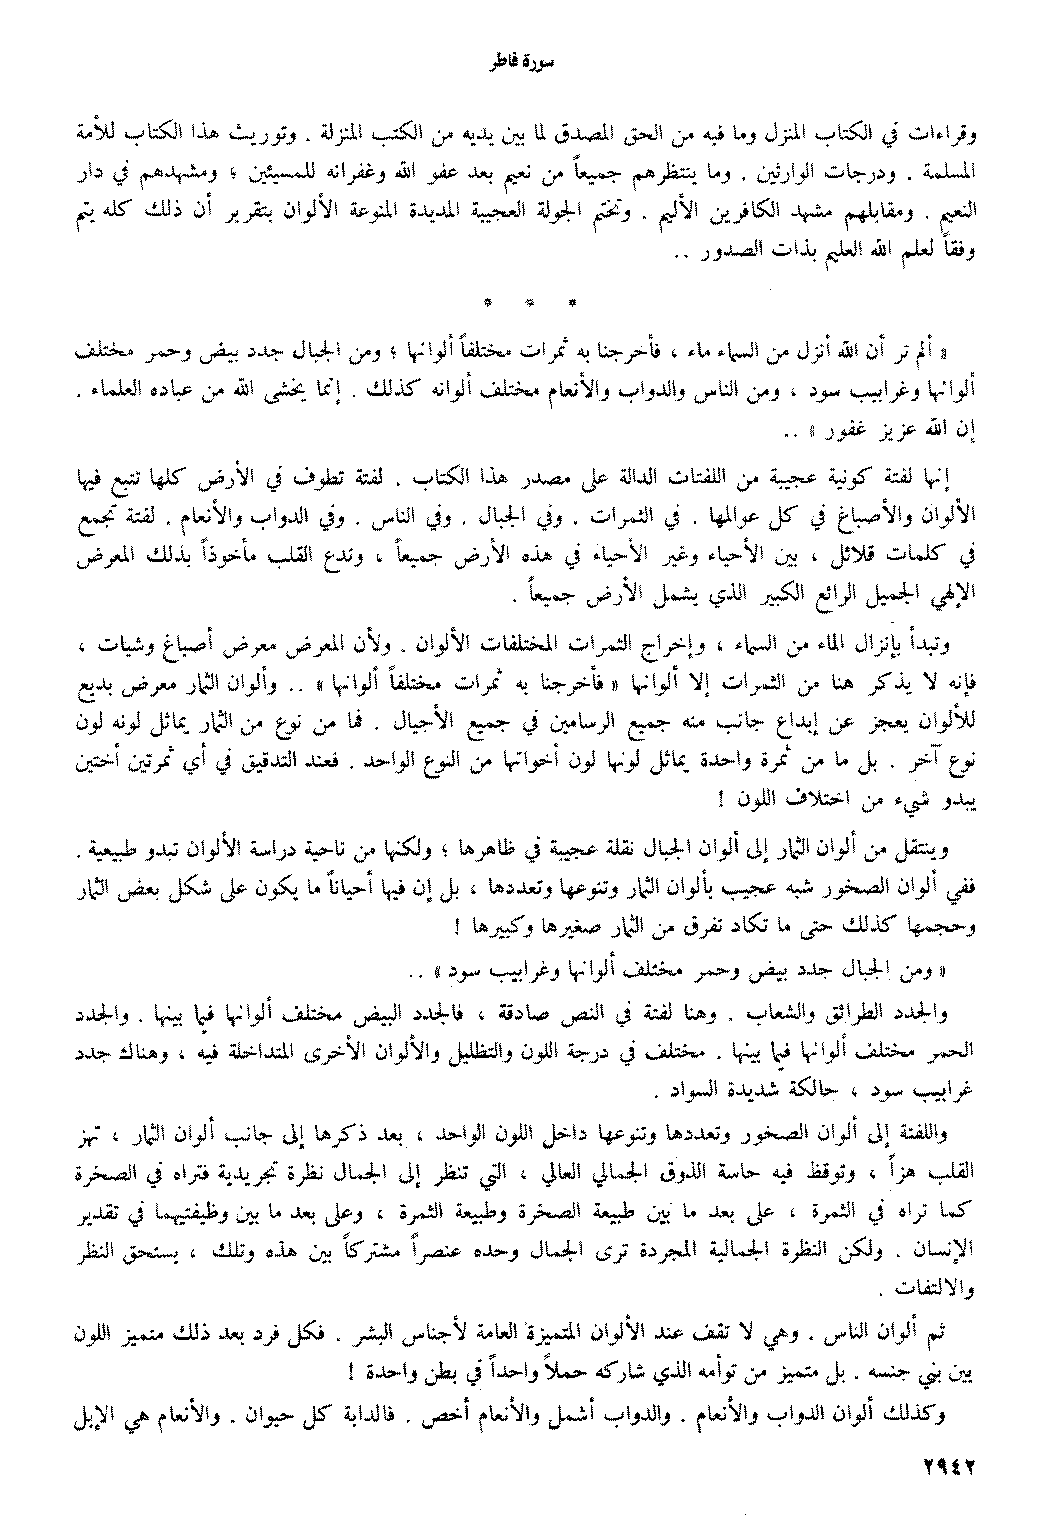 سورة فاطر
وقراءات في الكتاب المنزل وما فيه من الحق المصدق لما بين يديه من الكتب المنزلة . وتوريث هذا الكتاب للأمة
المسلمة . ودرجات الوارثين . وما ينتظرهم جميعاً من نعيم بعد عفو الله وغفرانه للمسيئين ؛ ومشهدهم في دار
النعيم . ومقابلهم مشهد الكافرين الأليم . وتختم الجولة العجيبة المديدة المنوعة الألوان بتقرير أن ذلك كله يتم
وفقاً لعلم الله العليم بذات الصدور ..
* * *
« ألم تر أن الله أنزل من السماء ماء ، فأخرجنا به ثمرات مختلفاً ألوانها ؛ ومن الجبال جدد بيض وحمر مختلف
ألوانها وغرابيب سود ، ومن الناس والدواب والأنعام مختلف ألوانه كذلك . إنما يخشى الله من عباده العلماء .
إن الله عزيز غفور » ..
إنها لفتة كونية عجيبة من اللفتات الدالة على مصدر هذا الكتاب . لفتة تطوف في الأرض كلها تتبع فيها
الألوان والأصباغ في كل عوالمها . في الثمرات . وفي الجبال . وفي الناس . وفي الدواب والأنعام . لفتة تجمع
في كلمات قلائل ، بين الأحياء وغير الأحياء في هذه الأرض جميعاً ، وتدع القلب مأخوذاً بذلك المعرض
الإلهي الجميل الرائع الكبير الذي يشمل الأرض جميعاً .
وتبدأ بإنزال الماء من السماء ، وإخراج الثمرات المختلفات الألوان . ولأن المعرض معرض أصباغ وشيات ،
فإنه لا يذكر هنا من الثمرات إلا ألوانها « فأخرجنا به ثمرات مختلفاً ألوانها » .. وألوان الثمار معرض بديع
للألوان يعجز عن إبداع جانب منه جميع الرسامين في جميع الأجيال . فما من نوع من الثمار يماثل لونه لون
نوع آخر . بل ما من ثمرة واحدة يماثل لونها لون أخواتها من النوع الواحد . فعند التدقيق في أي ثمرتين أختين
يبدو شيء من اختلاف اللون !
وينتقل من ألوان الثمار إلى ألوان الجبال نقلة عجيبة في ظاهرها ؛ ولكنها من ناحية دراسة الألوان تبدو طبيعية .
ففي ألوان الصخور شبه عجيب بألوان الثمار وتنوعها وتعددها ، بل إن فيها أحياناً ما يكون على شكل بعض الثمار
وحجمها كذلك حتى ما تكاد تفرق من الثمار صغيرها وكبيرها !
« ومن الجبال جدد بيض وحمر مختلف ألوانها وغرابيب سود » ..
والجدد الطرائق والشعاب . وهنا لفتة في النص صادقة ، فالجدد البيض مختلف ألوانها فيما بينها . والجدد
الحمر مختلف ألوانها فيما بينها . مختلف في درجة اللون والتظليل والألوان الأخرى المتداخلة فيه ، وهناك جدد
غرابيب سود ، حالكة شديدة السواد .
واللفتة إلى ألوان الصخور وتعددها وتنوعها داخل اللون الواحد ، بعد ذكرها إلى جانب ألوان الثمار ، تهز
القلب هزاً ، وتوقظ فيه حاسة الذوق الجمالي العالي ، التي تنظر إلى الجمال نظرة تجريدية فتراه في الصخرة
كما تراه في الثمرة ، على بعد ما بين طبيعة الصخرة وطبيعة الثمرة ، وعلى بعد ما بين وظيفتيهما في تقدير
الإنسان . ولكن النظرة الجمالية المجردة ترى الجمال وحده عنصراً مشتركاً بين هذه وتلك ، يستحق النظر
والالتفات .
ثم ألوان الناس . وهي لا تقف عند الألوان المتميزة العامة لأجناس البشر . فكل فرد بعد ذلك متميز اللون
بين بني جنسه . بل متميز من توأمه الذي شاركه حملاً واحداً في بطن واحدة !
وكذلك ألوان الدواب والأنعام . والدواب أشمل والأنعام أخص . فالدابة كل حيوان . والأنعام هي الإبل
٢٩٤٢